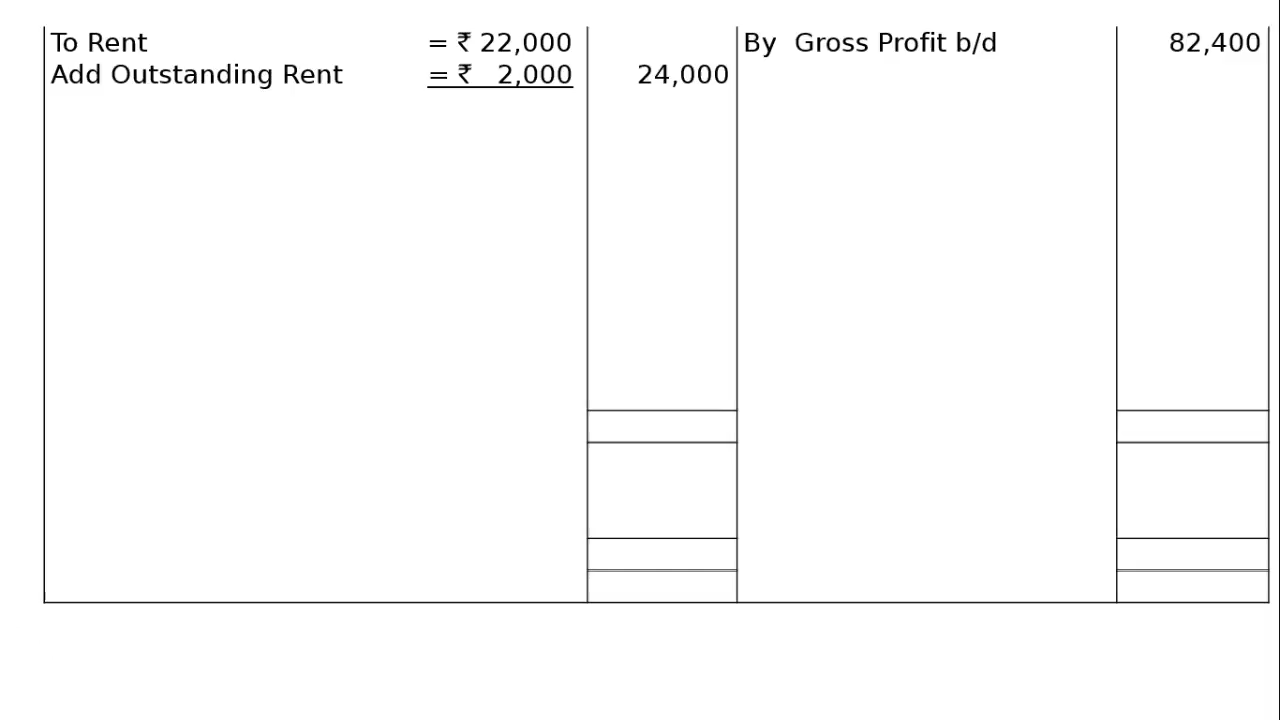 To Rent = ₹ 22,000 By Gross Profit b/d 82,400
Add Outstanding Rent = ₹ 2,000 24,000